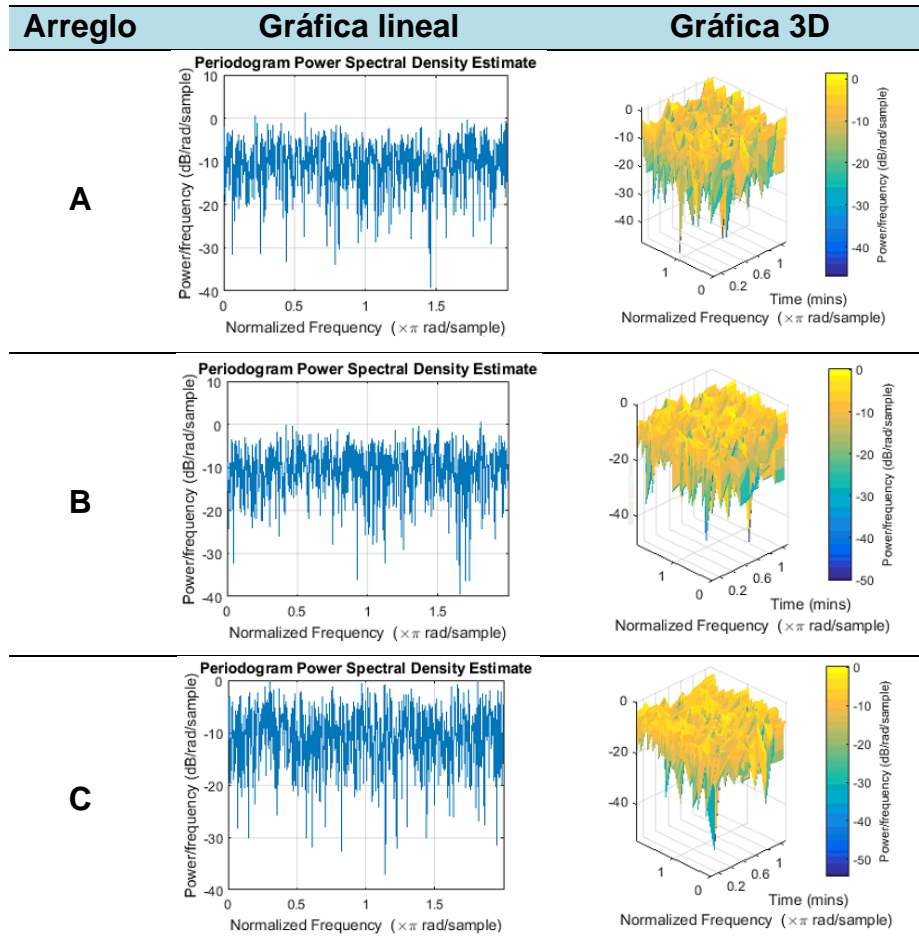 Arreglo Gráfica lineal Gráfica 3D
A
Periodogram Power Spectral Density Estimate
Power/frequency (dB/rad/sample)
10
0
-10
-20
-30
-40
0 0.5 1 1.5
Normalized Frequency (×π rad/sample)
0
-10
-20
-30
-40
1
0
0.2 0.6 1
Time (mins)
Normalized Frequency (×π rad/sample)
0
-10
-20
-30
-40
Power/frequency (dB/rad/sample)
B
Periodogram Power Spectral Density Estimate
Power/frequency (dB/rad/sample)
10
0
-10
-20
-30
-40
0 0.5 1 1.5
Normalized Frequency (×π rad/sample)
0
-20
-40
1
0
0.2 0.6 1
Time (mins)
Normalized Frequency (×π rad/sample)
0
-10
-20
-30
-40
-50
Power/frequency (dB/rad/sample)
C
Periodogram Power Spectral Density Estimate
Power/frequency (dB/rad/sample)
0
-10
-20
-30
-40
0 0.5 1 1.5
Normalized Frequency (×π rad/sample)
0
-20
-40
1
0
0.2 0.6 1
Time (mins)
Normalized Frequency (×π rad/sample)
0
-10
-20
-30
-40
-50
Power/frequency (dB/rad/sample)